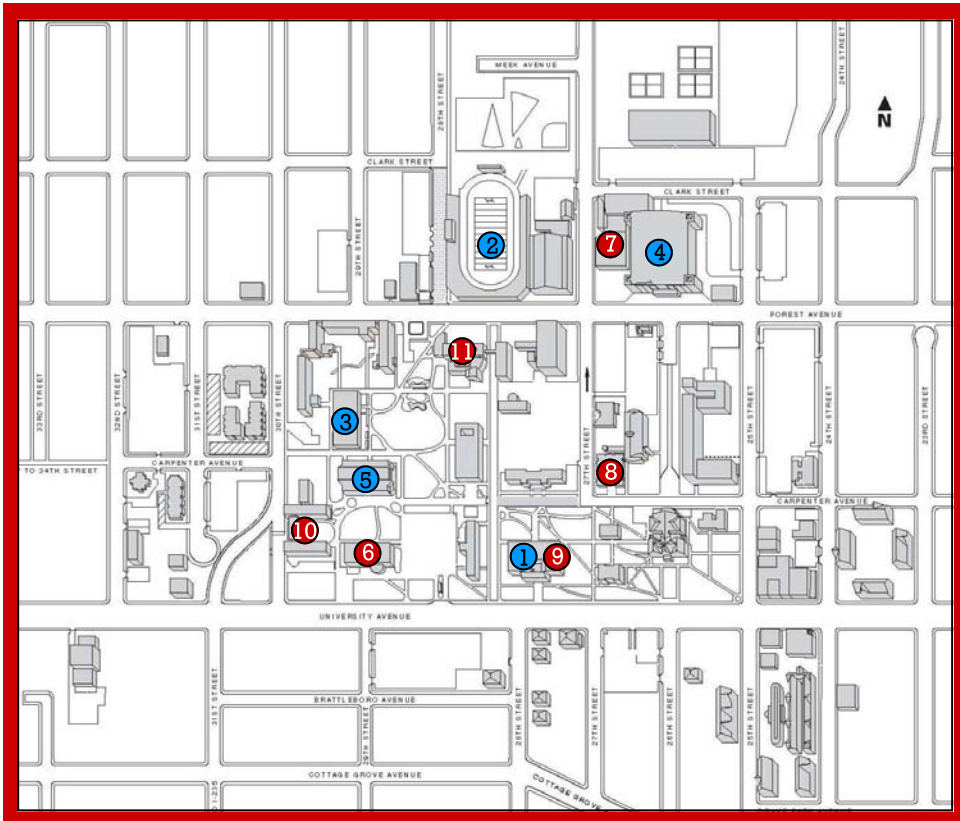 MEEK AVENUE
28TH STREET
24TH STREET
N
CLARK STREET
CLARK STREET
29TH STREET
2
7
4
FOREST AVENUE
11
33RD STREET
32ND STREET
31ST STREET
30TH STREET
27TH STREET
25TH STREET
24TH STREET
23RD STREET
3
CARPENTER AVENUE
TO 34TH STREET
5
8
CARPENTER AVENUE
10
6
1
9
UNIVERSITY AVENUE
31ST STREET
BRATTLEBORO AVENUE
29TH STREET
28TH STREET
27TH STREET
26TH STREET
25TH STREET
COTTAGE GROVE AVENUE
COTTAGE GROVE
I-235